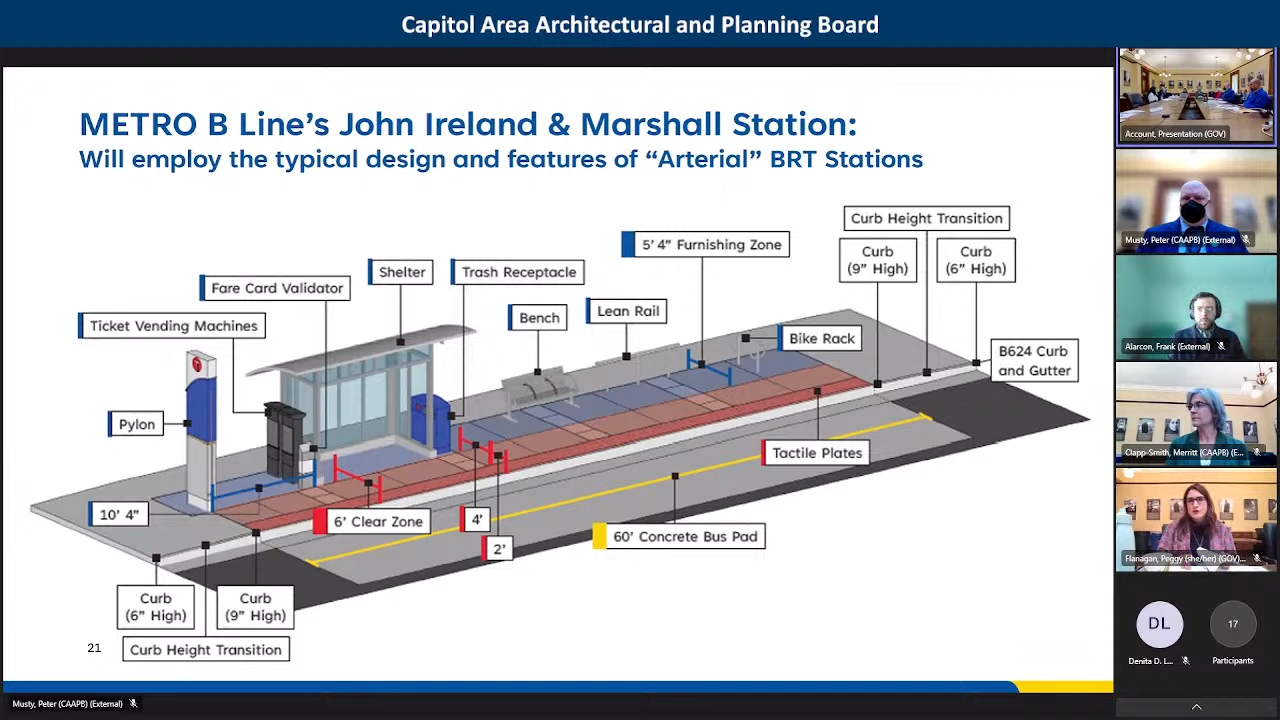 Capitol Area Architectural and Planning Board
METRO B Line's John Ireland & Marshall Station:
Will employ the typical design and features of “Arterial” BRT Stations
Curb Height Transition
5' 4" Furnishing Zone
Curb
(9" High)
Curb
(6" High)
Shelter
Trash Receptacle
Fare Card Validator
Bench
Lean Rail
Ticket Vending Machines
Bike Rack
B624 Curb
and Gutter
Pylon
Tactile Plates
10' 4"
6' Clear Zone
4'
2'
60' Concrete Bus Pad
Curb
(6" High)
Curb
(9" High)
Curb Height Transition
21
Account, Presentation (GOV)
Musty, Peter (CAAPB) (External)
Alarcon, Frank (External)
Clapp-Smith, Merritt (CAAPB) (E...
Flanagan, Peggy (she/her) (GOV)...
DL
17
Denita D. L...
Participants
Musty, Peter (CAAPB) (External)